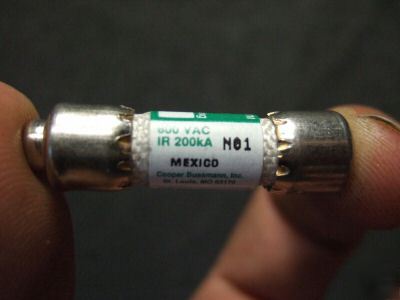 600 VAC
IR 200kA N01
MEXICO
Cooper Bussmann, Inc.
St. Louis, MO 63178